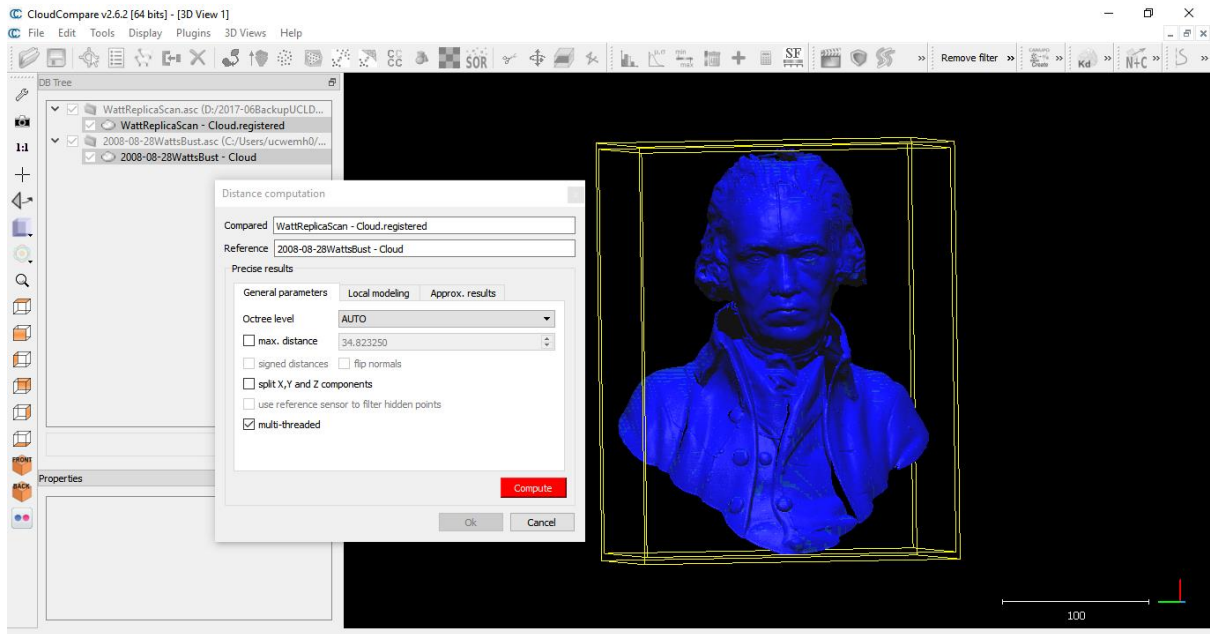 CloudCompare v2.6.2 [64 bits] - [3D View 1]
File Edit Tools Display Plugins 3D Views Help
SOR
SF
Remove filter
Kd
N+C
DB Tree
WattReplicaScan.asc (D:/2017-06BackupUCLD...
WattReplicaScan - Cloud.registered
2008-08-28WattsBust.asc (C:/Users/ucwemh0/...
2008-08-28WattsBust - Cloud
1:1
Distance computation
Compared WattReplicaScan - Cloud.registered
Reference 2008-08-28WattsBust - Cloud
Precise results
General parameters Local modeling Approx. results
Octree level AUTO
max. distance 34.823250
signed distances flip normals
split X,Y and Z components
use reference sensor to filter hidden points
multi-threaded
Compute
Ok Cancel
FRONT
BACK
Properties
100